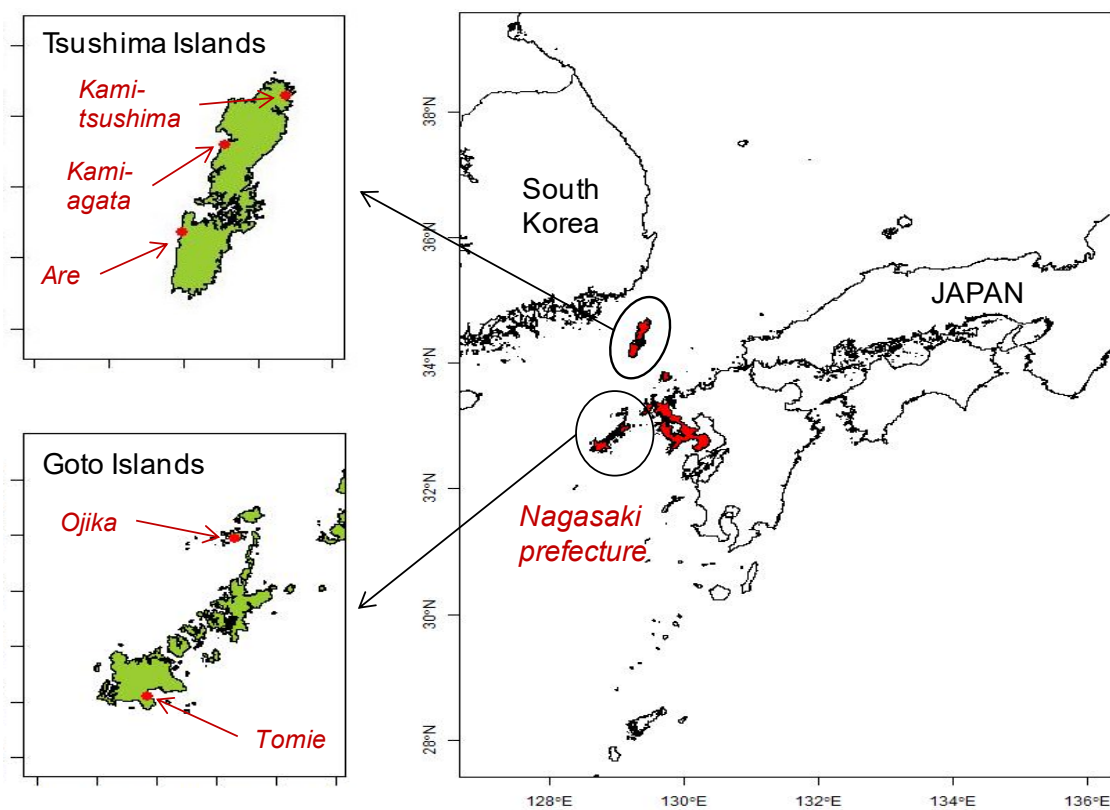 Tsushima Islands
Kami-
tsushima
Kami-
agata
Are
Goto Islands
Ojika
Tomie
South
Korea
JAPAN
Nagasaki
prefecture
38°N
36°N
34°N
32°N
30°N
28°N
128°E
130°E
132°E
134°E
136°E